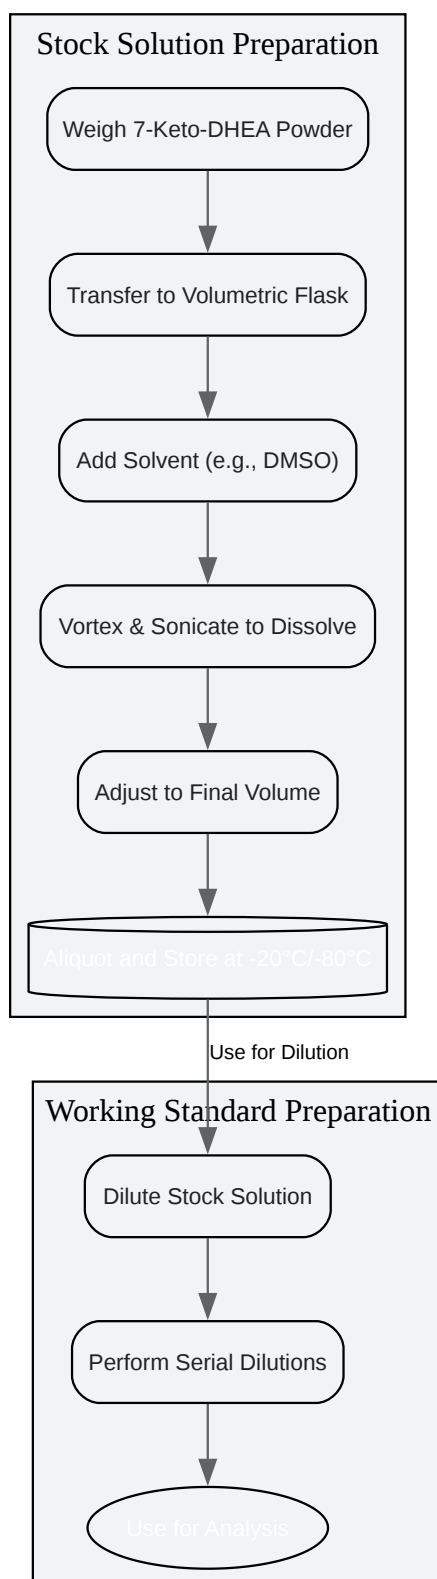 Stock Solution Preparation
Weigh 7-Keto-DHEA Powder
Transfer to Volumetric Flask
Add Solvent (e.g., DMSO)
Vortex & Sonicate to Dissolve
Adjust to Final Volume
Aliquot and Store at -20°C/-80°C
Use for Dilution
Working Standard Preparation
Dilute Stock Solution
Perform Serial Dilutions
Use for Analysis